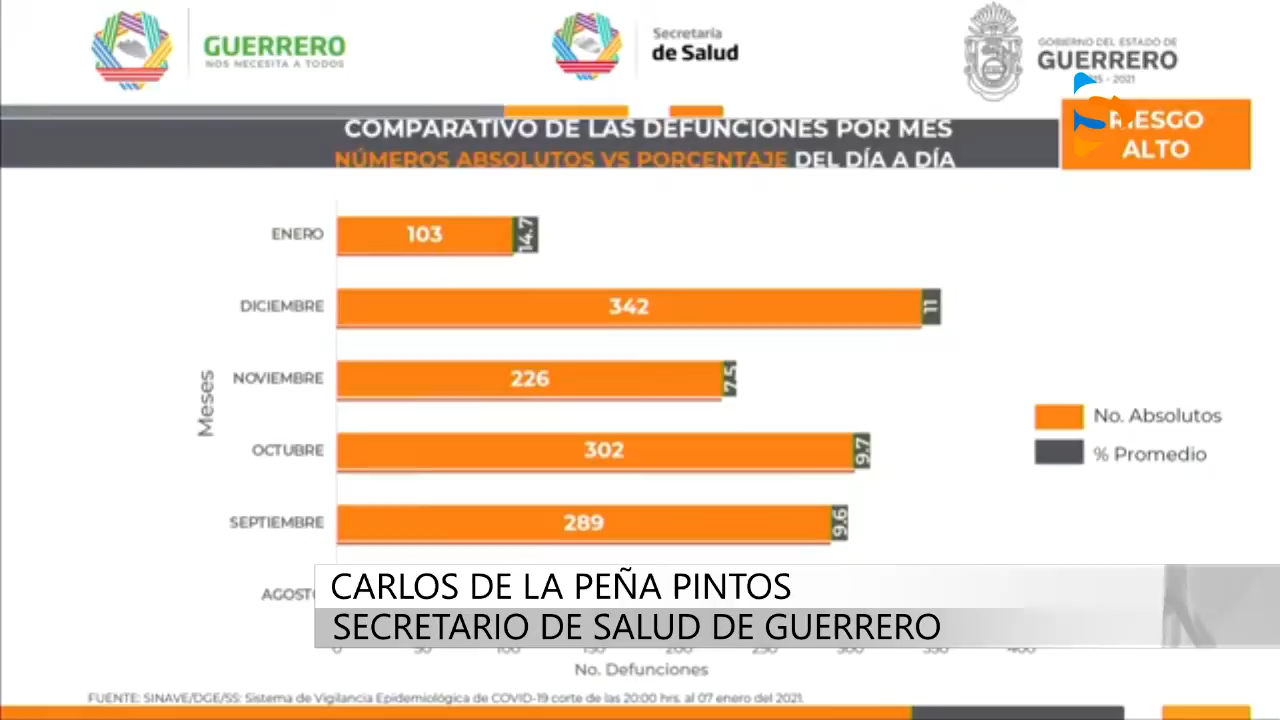 GUERRERO
NOS NECESITA A TODOS
Secretaría
de Salud
GOBIERNO DEL ESTADO DE
GUERRERO
2015 - 2021
COMPARATIVO DE LAS DEFUNCIONES POR MES
NÚMEROS ABSOLUTOS VS PORCENTAJE DEL DÍA A DÍA
RIESGO
ALTO
ENERO 103 14.7
DICIEMBRE 342 11
NOVIEMBRE 226 7.5
OCTUBRE 302 9.7
SEPTIEMBRE 289 9.6
Meses
No. Absolutos
% Promedio
AGOSTO
CARLOS DE LA PEÑA PINTOS
SECRETARIO DE SALUD DE GUERRERO
0 50 100 150 200 250 300 350 400
No. Defunciones
FUENTE: SINAVE/DGE/SS: Sistema de Vigilancia Epidemiológica de COVID-19 corte de las 20:00 hrs. al 07 enero del 2021.